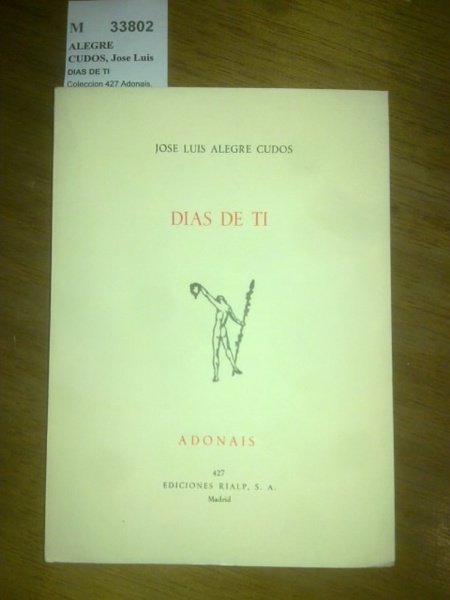 M 33802
ALEGRE
CUDOS, Jose Luis
DIAS DE TI
Coleccion 427 Adonais.
JOSE LUIS ALEGRE CUDOS
DIAS DE TI
ADONAIS
427
EDICIONES RIALP, S. A.
Madrid